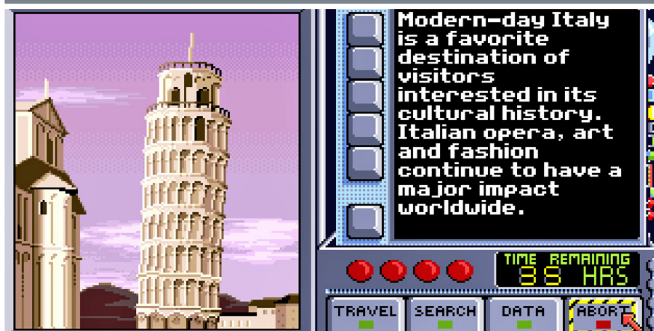 Modern-day Italy
is a favorite
destination of
visitors
interested in its
cultural history.
Italian opera, art
and fashion
continue to have a
major impact
worldwide.
TIME REMAINING
38 HRS
TRAVEL
SEARCH
DATA
ABORT